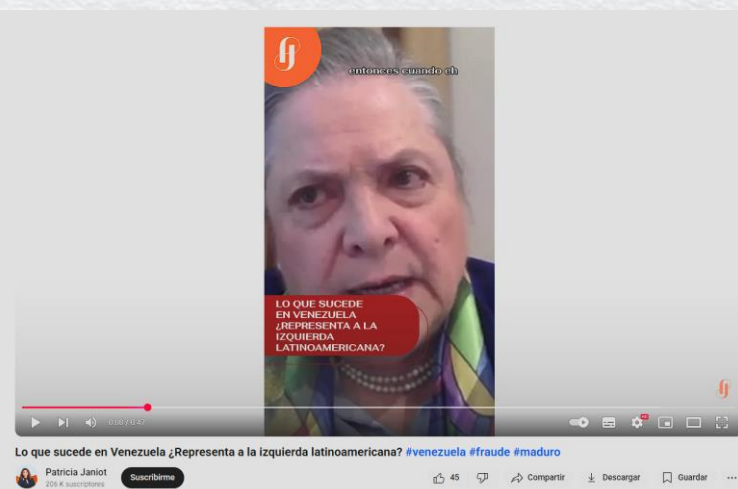 entonces cuando eh
LO QUE SUCEDE
EN VENEZUELA
¿REPRESENTA A LA
IZQUIERDA
LATINOAMERICANA?
0:08 / 0:47
Lo que sucede en Venezuela ¿Representa a la izquierda latinoamericana? #venezuela #fraude #maduro
Patricia Janiot
206 K suscriptores
Suscribirme
45
Compartir
Descargar
Guardar